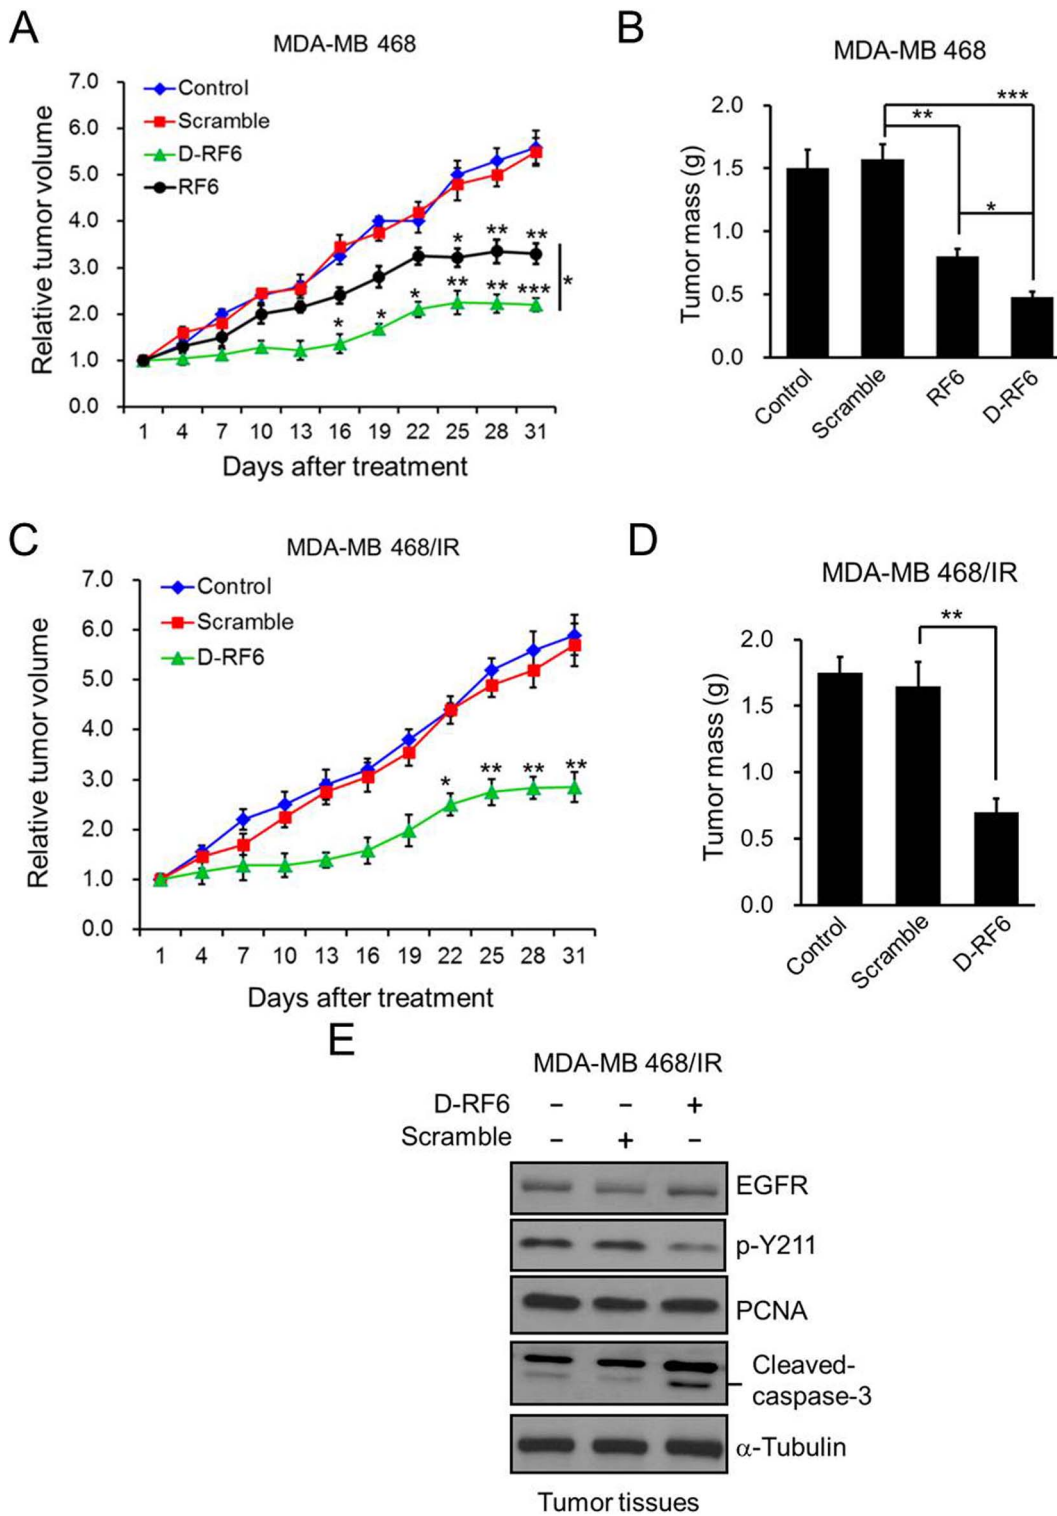 A
MDA-MB 468
7.0
6.0
5.0
4.0
3.0
2.0
1.0
0.0
Relative tumor volume
Control
Scramble
D-RF6
RF6
* ** **
*
* * * ** ** ***
1 4 7 10 13 16 19 22 25 28 31
Days after treatment
B
MDA-MB 468
2.0
1.5
1.0
0.5
0.0
Tumor mass (g)
***
**
*
Control
Scramble
RF6
D-RF6
C
MDA-MB 468/IR
7.0
6.0
5.0
4.0
3.0
2.0
1.0
0.0
Relative tumor volume
Control
Scramble
D-RF6
* ** ** **
1 4 7 10 13 16 19 22 25 28 31
Days after treatment
D
MDA-MB 468/IR
2.0
1.5
1.0
0.5
0.0
Tumor mass (g)
**
Control
Scramble
D-RF6
E
MDA-MB 468/IR
D-RF6 − − +
Scramble − + −
EGFR
p-Y211
PCNA
Cleaved-
caspase-3
α-Tubulin
Tumor tissues